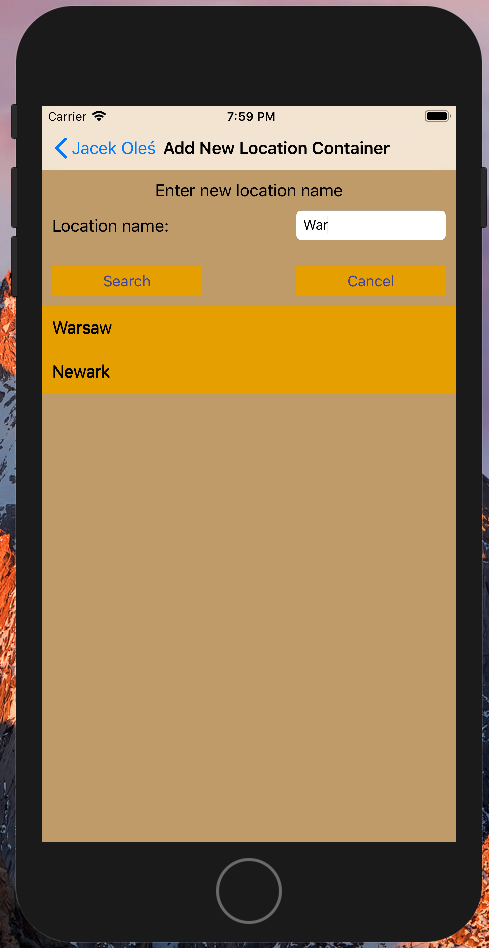 Carrier 7:59 PM
Jacek Oleś Add New Location Container
Enter new location name
Location name: War
Search Cancel
Warsaw
Newark